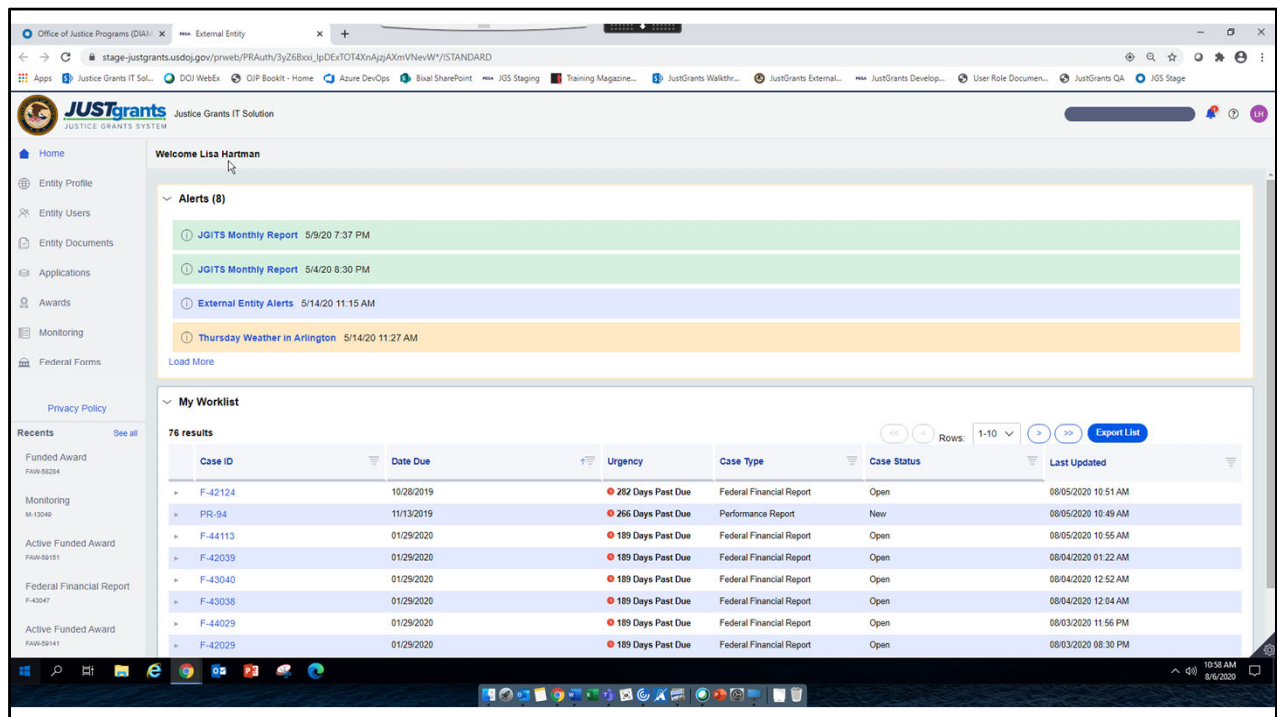 Office of Justice Programs (DIAM
External Entity
stage-justgrants.usdoj.gov/prweb/PRAuth/3yZ6Bxxi_lpDExTOT4XnAjzjAXmVNevW*/!STANDARD
Apps Justice Grants IT Sol... DOJ WebEx OJP BookIt - Home Azure DevOps Bixal SharePoint JGS Staging Training Magazine... JustGrants Walkthr... JustGrants External... JustGrants Develop... User Role Documen... JustGrants QA JGS Stage
JUSTgrants Justice Grants IT Solution
JUSTICE GRANTS SYSTEM
LH
Home
Welcome Lisa Hartman
Entity Profile
Entity Users
Entity Documents
Applications
Awards
Monitoring
Federal Forms
Privacy Policy
Recents See all
Funded Award
FAW-58284
Monitoring
M-13049
Active Funded Award
FAW-59151
Federal Financial Report
F-43047
Active Funded Award
FAW-59141
Alerts (8)
JGITS Monthly Report 5/9/20 7:37 PM
JGITS Monthly Report 5/4/20 8:30 PM
External Entity Alerts 5/14/20 11:15 AM
Thursday Weather in Arlington 5/14/20 11:27 AM
Load More
My Worklist
76 results << < Rows: 1-10 > >> Export List
Case ID Date Due Urgency Case Type Case Status Last Updated
F-42124 10/28/2019 282 Days Past Due Federal Financial Report Open 08/05/2020 10:51 AM
PR-94 11/13/2019 266 Days Past Due Performance Report New 08/05/2020 10:49 AM
F-44113 01/29/2020 189 Days Past Due Federal Financial Report Open 08/05/2020 10:55 AM
F-42039 01/29/2020 189 Days Past Due Federal Financial Report Open 08/04/2020 01:22 AM
F-43040 01/29/2020 189 Days Past Due Federal Financial Report Open 08/04/2020 12:52 AM
F-43038 01/29/2020 189 Days Past Due Federal Financial Report Open 08/04/2020 12:04 AM
F-44029 01/29/2020 189 Days Past Due Federal Financial Report Open 08/03/2020 11:56 PM
F-42029 01/29/2020 189 Days Past Due Federal Financial Report Open 08/03/2020 08:30 PM
10:58 AM
8/6/2020